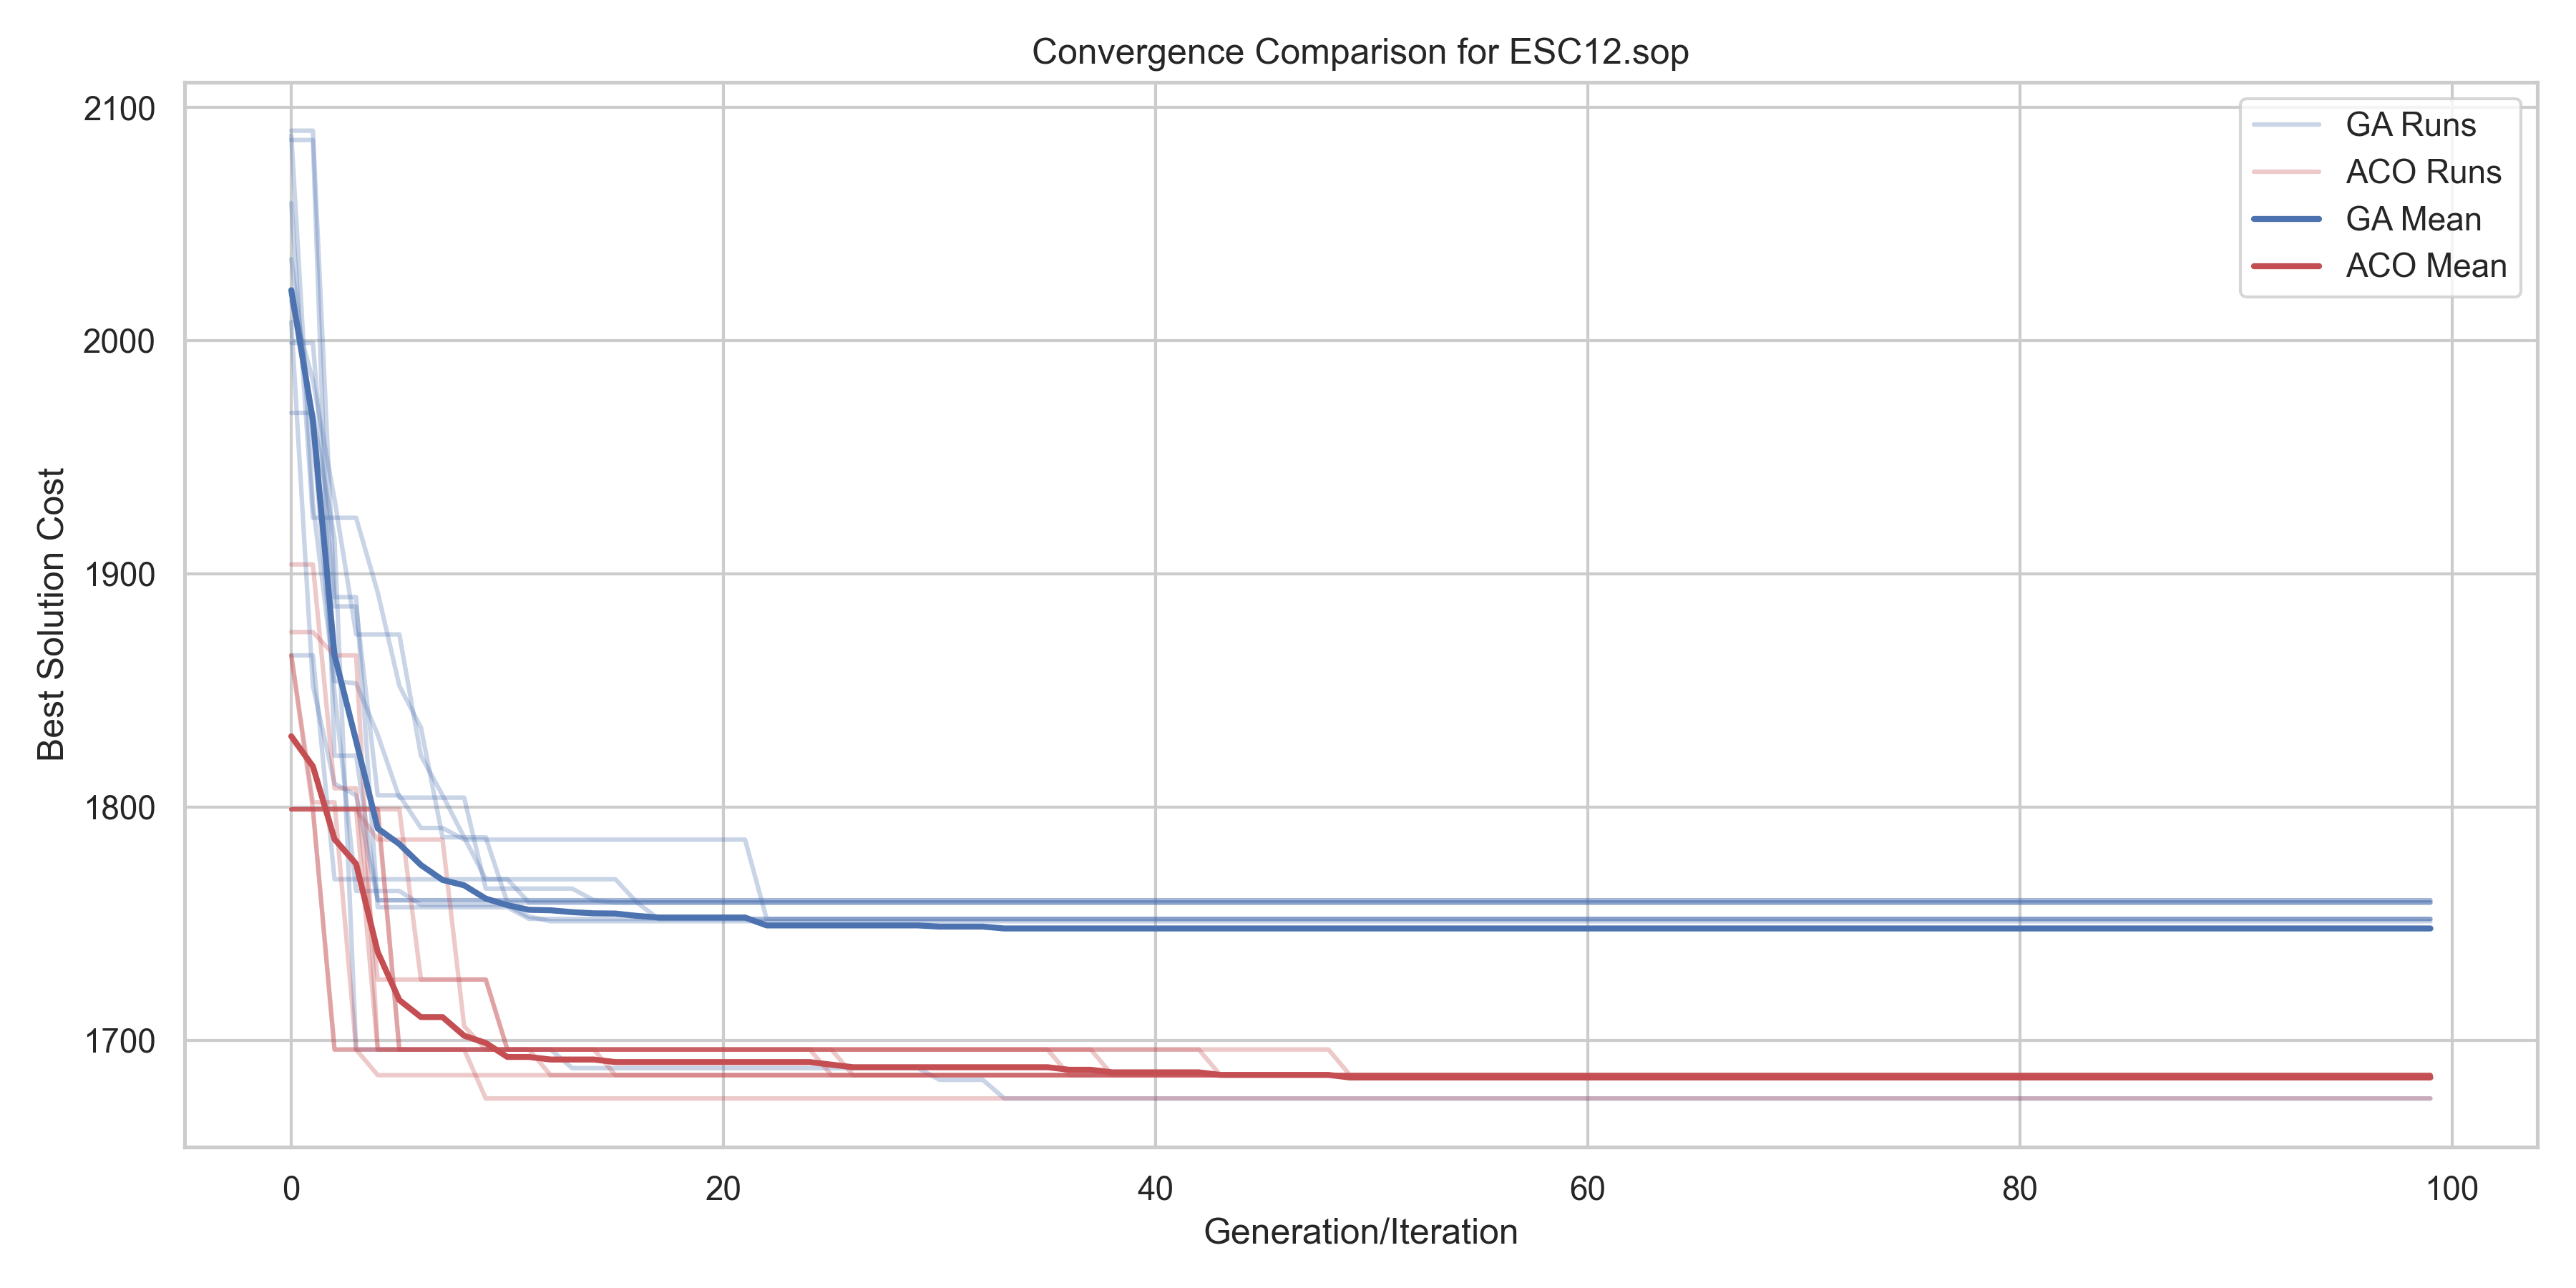 Convergence Comparison for ESC12.sop
2100
2000
1900
1800
1700
Best Solution Cost
GA Runs
ACO Runs
GA Mean
ACO Mean
0 20 40 60 80 100
Generation/Iteration